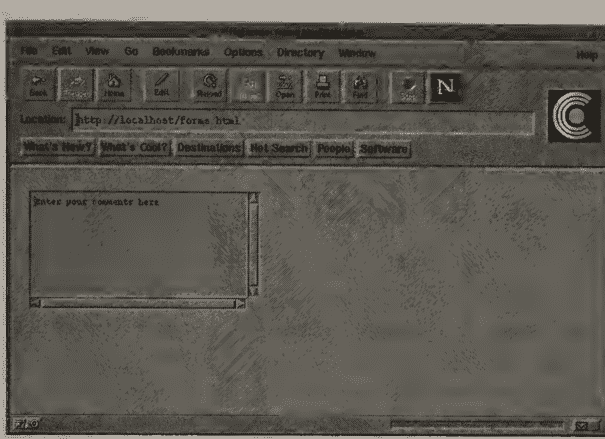 File Edit View Go Bookmarks Options Directory Window Help
Back Home Edit Reload Open Print Find
N
Location: http://localhost/forms.html
What's New? What's Cool? Destinations Net Search People Software
Enter your comments here